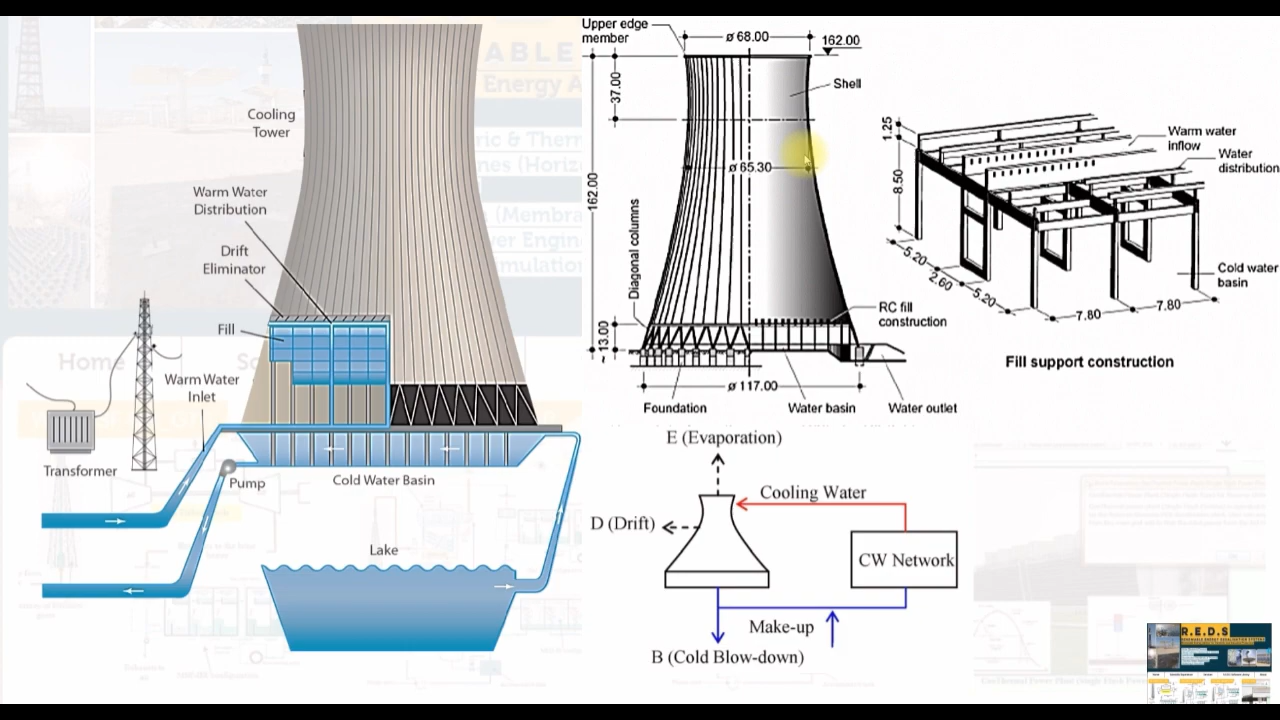 Cooling
Tower
Warm Water
Distribution
Drift
Eliminator
Fill
Warm Water
Inlet
Transformer
Pump
Cold Water Basin
Lake
Upper edge
member
ø 68.00
162.00
37.00
Shell
ø 65.30
162.00
Diagonal columns
~ 13.00
RC fill
construction
ø 117.00
Foundation
Water basin
Water outlet
1.25
8.50
Warm water
inflow
Water
distribution
Cold water
basin
5.20
2.60
5.20
7.80
7.80
Fill support construction
E (Evaporation)
Cooling Water
D (Drift)
CW Network
Make-up
B (Cold Blow-down)
R.E.D.S
ABLE
Energy A
Home